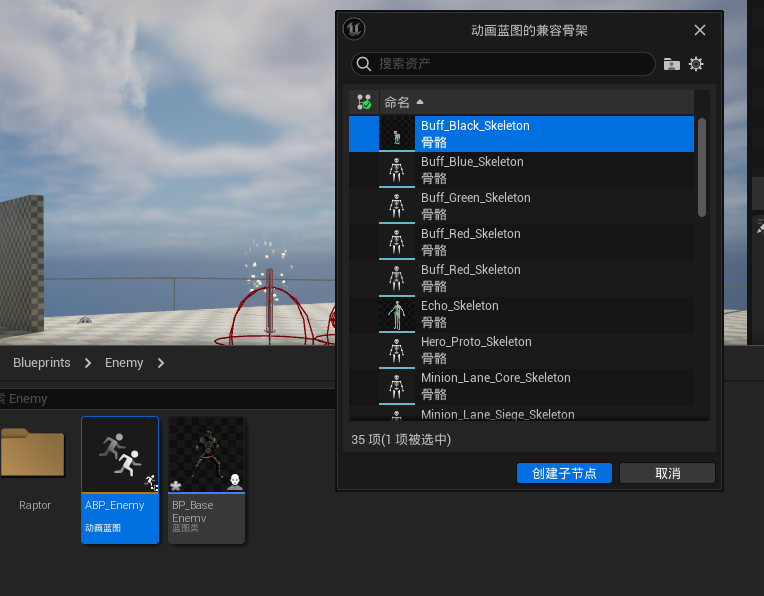 动画蓝图的兼容骨架
搜索资产
命名
Buff_Black_Skeleton
骨骼
Buff_Blue_Skeleton
骨骼
Buff_Green_Skeleton
骨骼
Buff_Red_Skeleton
骨骼
Buff_Red_Skeleton
骨骼
Echo_Skeleton
骨骼
Hero_Proto_Skeleton
骨骼
Minion_Lane_Core_Skeleton
骨骼
Minion_Lane_Siege_Skeleton
35 项(1 项被选中)
创建子节点
取消
Blueprints
Enemy
索 Enemy
Raptor
ABP_Enemy
动画蓝图
BP_Base
Enemy
蓝图类